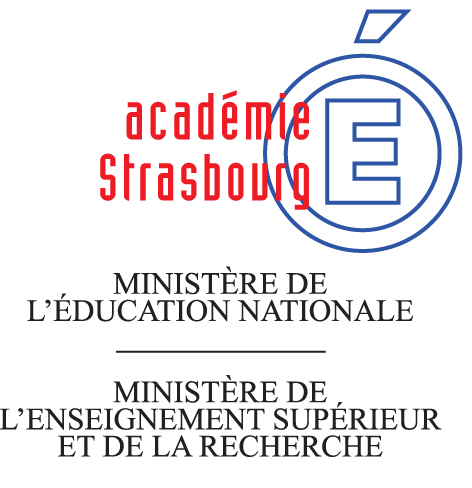 académie
Strasbourg
É
MINISTÈRE DE
L'ÉDUCATION NATIONALE
MINISTÈRE DE
L'ENSEIGNEMENT SUPÉRIEUR
ET DE LA RECHERCHE